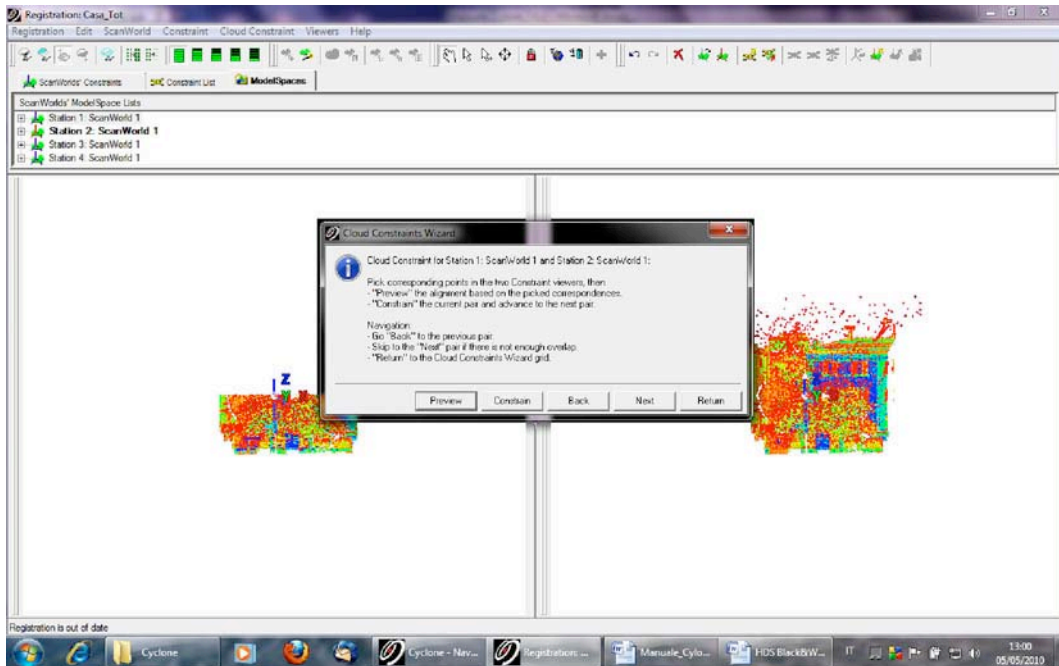 Registration: Casa_Tot
Registration Edit ScanWorld Constraint Cloud Constraint Viewers Help
ScanWorlds' Constraints Constraint List ModelSpaces
ScanWorlds' ModelSpace Lists
Station 1: ScanWorld 1
Station 2: ScanWorld 1
Station 3: ScanWorld 1
Station 4: ScanWorld 1
Cloud Constraints Wizard
Cloud Constraint for Station 1: ScanWorld 1 and Station 2: ScanWorld 1:
Pick corresponding points in the two Constraint viewers, then
- "Preview" the alignment based on the picked correspondences.
- "Constrain" the current pair and advance to the next pair.
Navigation:
- Go "Back" to the previous pair.
- Skip to the "Next" pair if there is not enough overlap.
- "Return" to the Cloud Constraints Wizard grid.
Preview Constrain Back Next Return
Z
Registration is out of date
Cyclone Cyclone - Nav... Registration: ... Manuale_Cylo... HDS Black&W... IT 13:00
05/05/2010